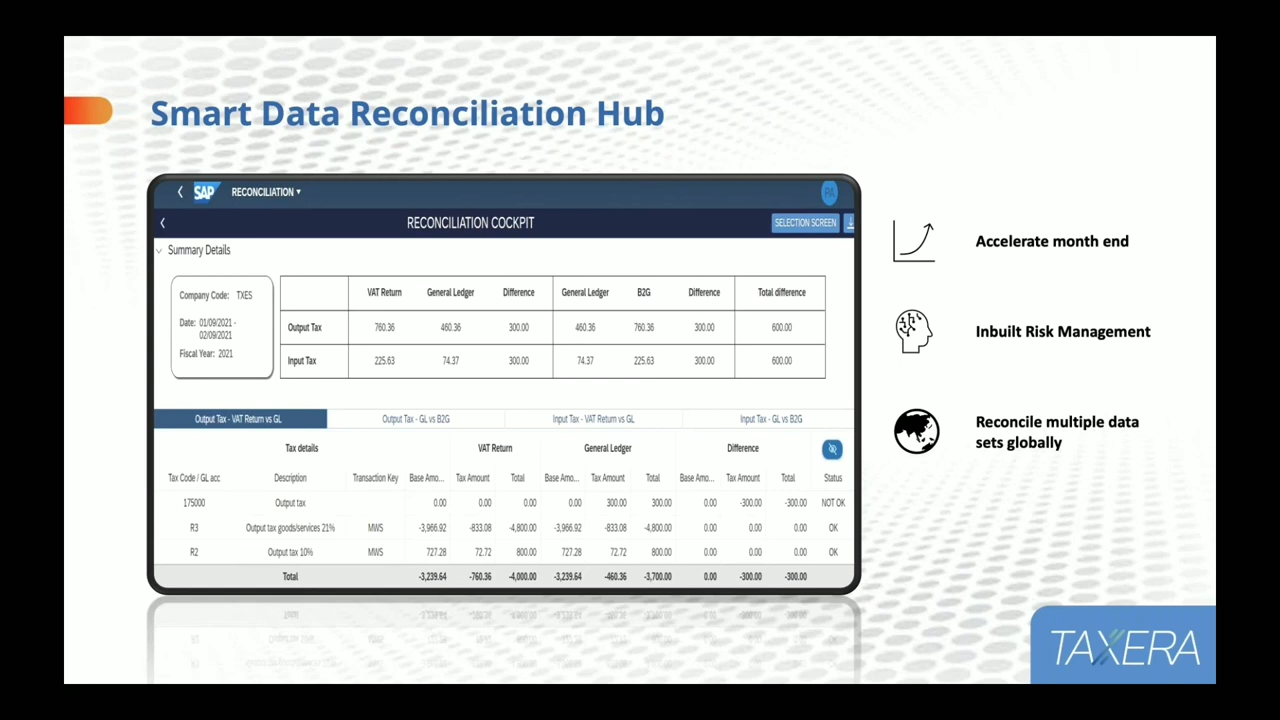 Smart Data Reconciliation Hub
SAP RECONCILIATION
RECONCILIATION COCKPIT SELECTION SCREEN
Summary Details
Company Code: TXES
Date: 01/09/2021 -
02/09/2021
Fiscal Year: 2021
VAT Return General Ledger Difference General Ledger B2G Difference Total difference
Output Tax 760.36 460.36 300.00 460.36 760.36 300.00 600.00
Input Tax 225.63 74.37 300.00 74.37 225.63 300.00 600.00
Output Tax - VAT Return vs GL Output Tax - GL vs B2G Input Tax - VAT Return vs GL Input Tax - GL vs B2G
Tax details VAT Return General Ledger Difference
Tax Code / GL acc Description Transaction Key Base Amo... Tax Amount Total Base Amo... Tax Amount Total Base Amo... Tax Amount Total Status
175000 Output tax 0.00 0.00 0.00 0.00 300.00 300.00 0.00 -300.00 -300.00 NOT OK
R3 Output tax goods/services 21% MWS -3,966.92 -833.08 -4,800.00 -3,966.92 -833.08 -4,800.00 0.00 0.00 0.00 OK
R2 Output tax 10% MWS 727.28 72.72 800.00 727.28 72.72 800.00 0.00 0.00 0.00 OK
Total -3,239.64 -760.36 -4,000.00 -3,239.64 -460.36 -3,700.00 0.00 -300.00 -300.00
Accelerate month end
Inbuilt Risk Management
Reconcile multiple data
sets globally
TAXERA